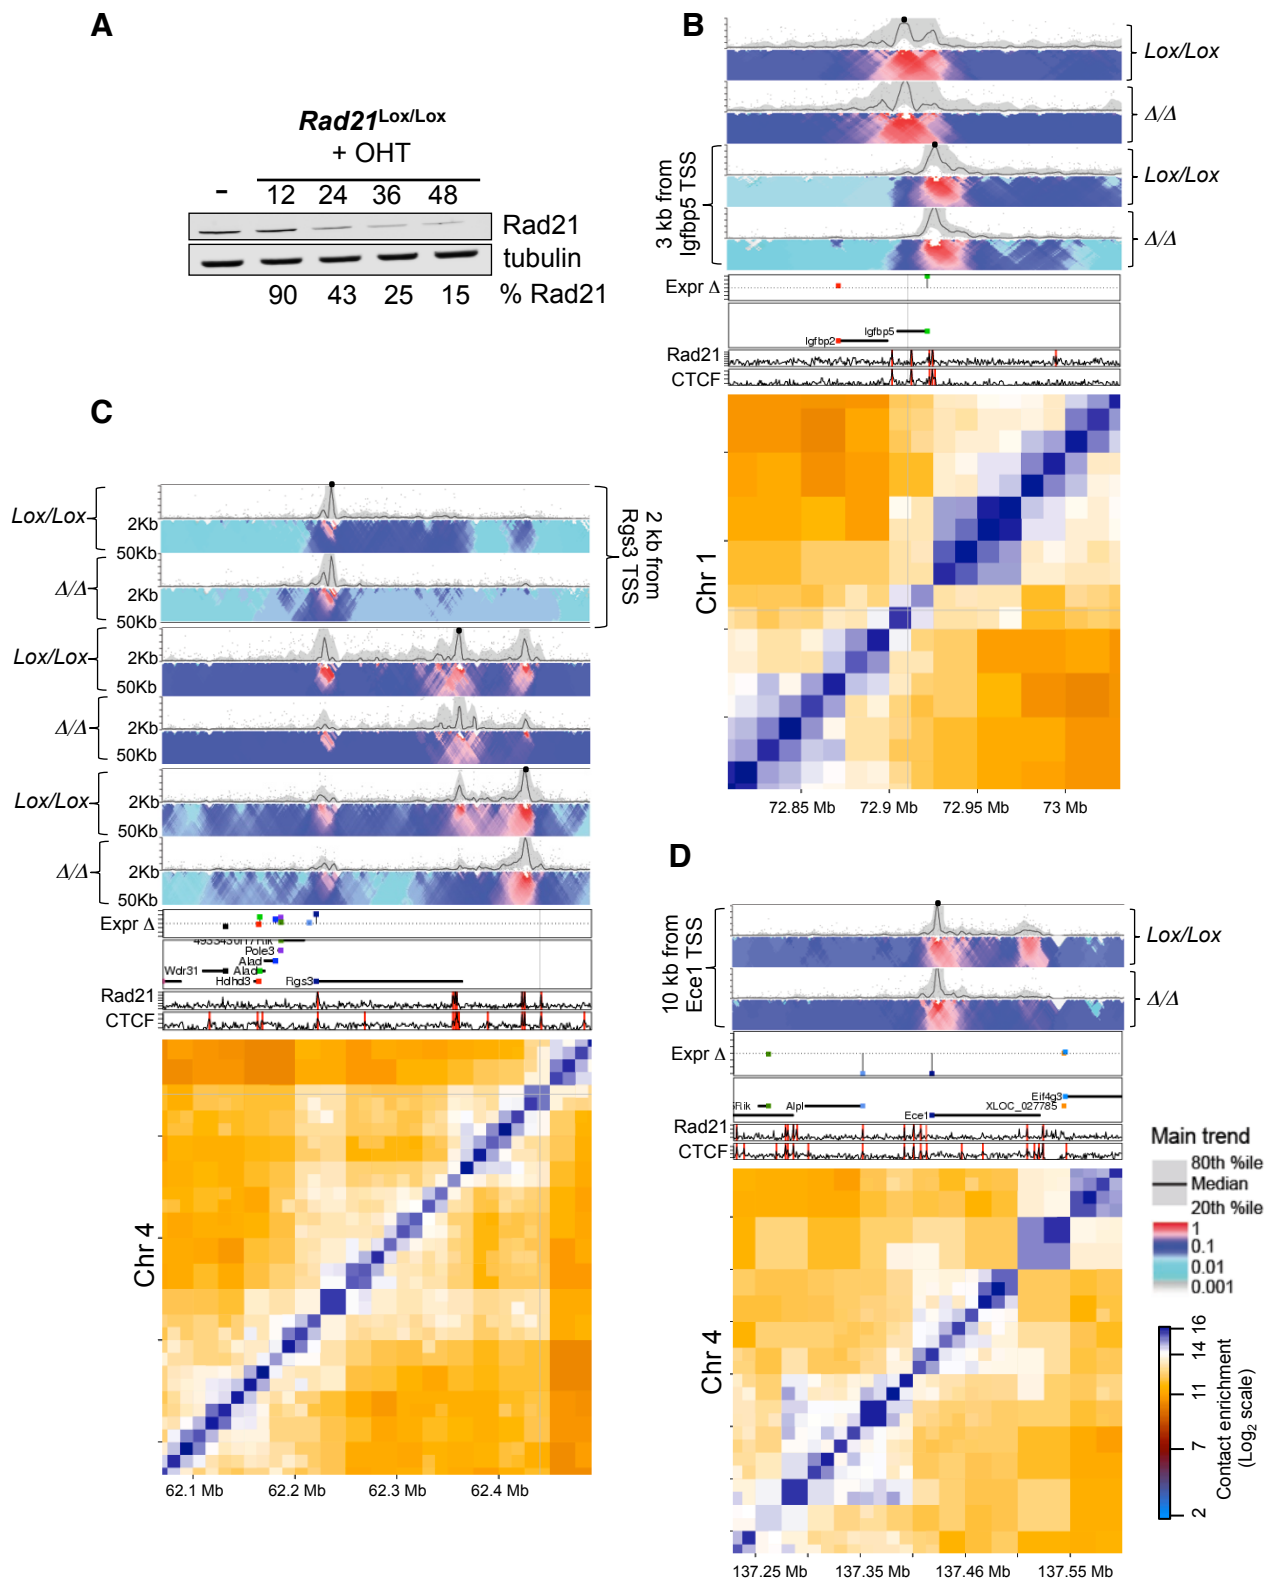 A
Rad21Lox/Lox
+ OHT
– 12 24 36 48
Rad21
tubulin
90 43 25 15 % Rad21
B
Lox/Lox
Δ/Δ
Lox/Lox
Δ/Δ
3 kb from
Igfbp5 TSS
Expr Δ
Igfbp5
Igfbp2
Rad21
CTCF
Chr 1
72.85 Mb 72.9 Mb 72.95 Mb 73 Mb
C
Lox/Lox
2Kb
50Kb
Δ/Δ
2Kb
50Kb
2 kb from
Rgs3 TSS
Lox/Lox
2Kb
50Kb
Δ/Δ
2Kb
50Kb
Lox/Lox
2Kb
50Kb
Δ/Δ
2Kb
50Kb
Expr Δ
Pole3
Alad
Wdr31 Alad
Hdhd3 Rgs3
Rad21
CTCF
Chr 4
62.1 Mb 62.2 Mb 62.3 Mb 62.4 Mb
D
10 kb from
Ece1 TSS
Lox/Lox
Δ/Δ
Expr Δ
Eif4g3
Rik Alpl XLOC_027785
Ece1
Rad21
CTCF
Chr 4
137.25 Mb 137.35 Mb 137.46 Mb 137.55 Mb
Main trend
80th %ile
Median
20th %ile
1
0.1
0.01
0.001
16
14
11
7
2
Contact enrichment
(Log2 scale)